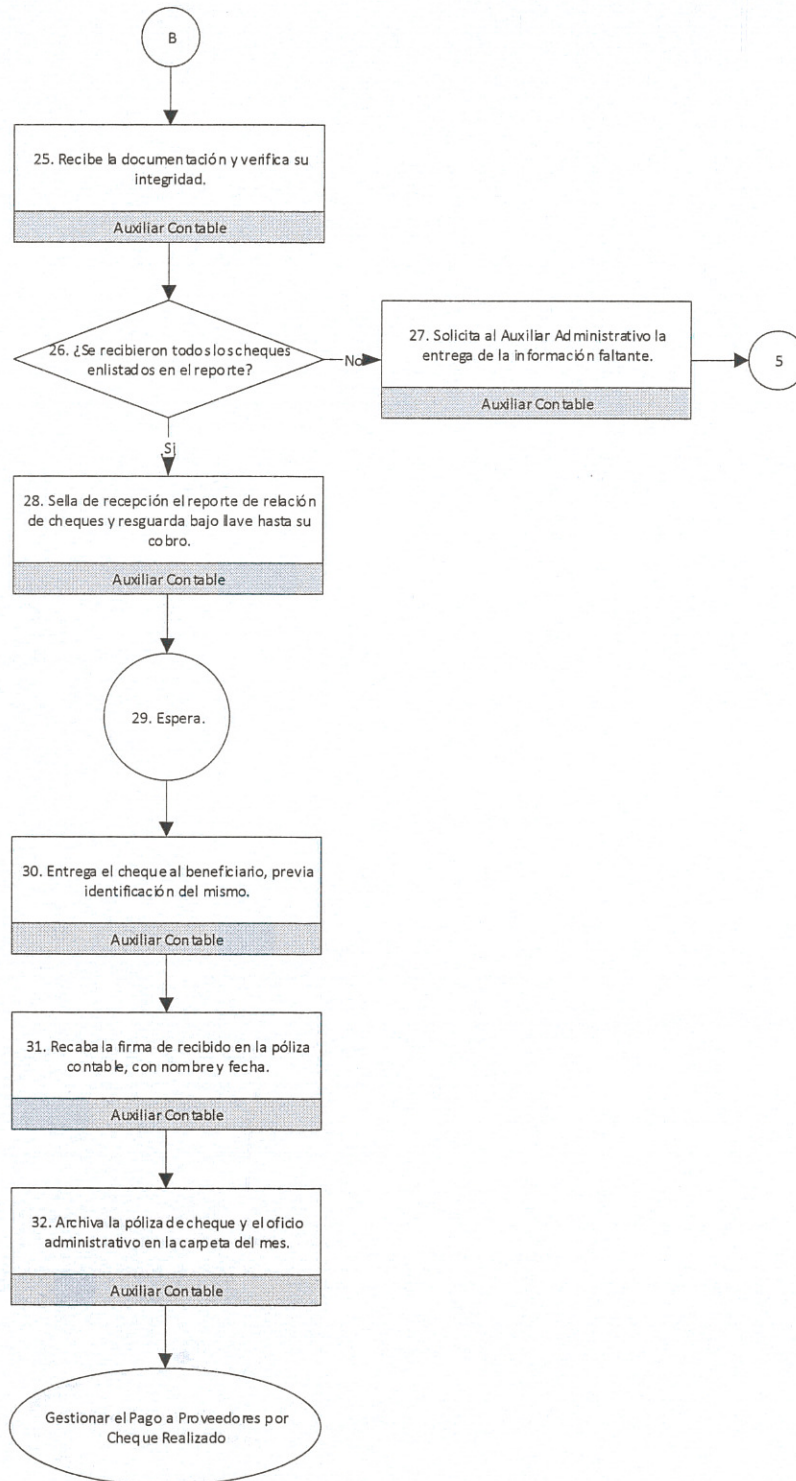 B
25. Recibe la documentación y verifica su
integridad.
Auxiliar Contable
26. ¿Se recibieron todos los cheques
enlistados en el reporte?
No
27. Solicita al Auxiliar Administrativo la
entrega de la información faltante.
Auxiliar Contable
5
Si
28. Sella de recepción el reporte de relación
de cheques y resguarda bajo llave hasta su
cobro.
Auxiliar Contable
29. Espera.
30. Entrega el cheque al beneficiario, previa
identificación del mismo.
Auxiliar Contable
31. Recaba la firma de recibido en la póliza
contable, con nombre y fecha.
Auxiliar Contable
32. Archiva la póliza de cheque y el oficio
administrativo en la carpeta del mes.
Auxiliar Contable
Gestionar el Pago a Proveedores por
Cheque Realizado